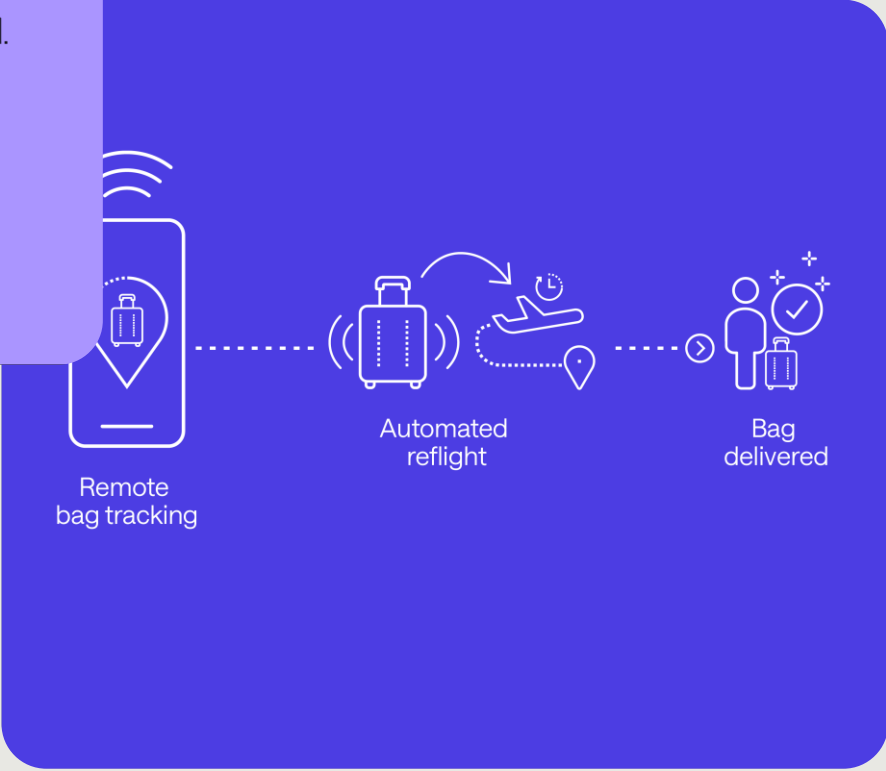 Remote
bag tracking
Automated
reflight
Bag
delivered